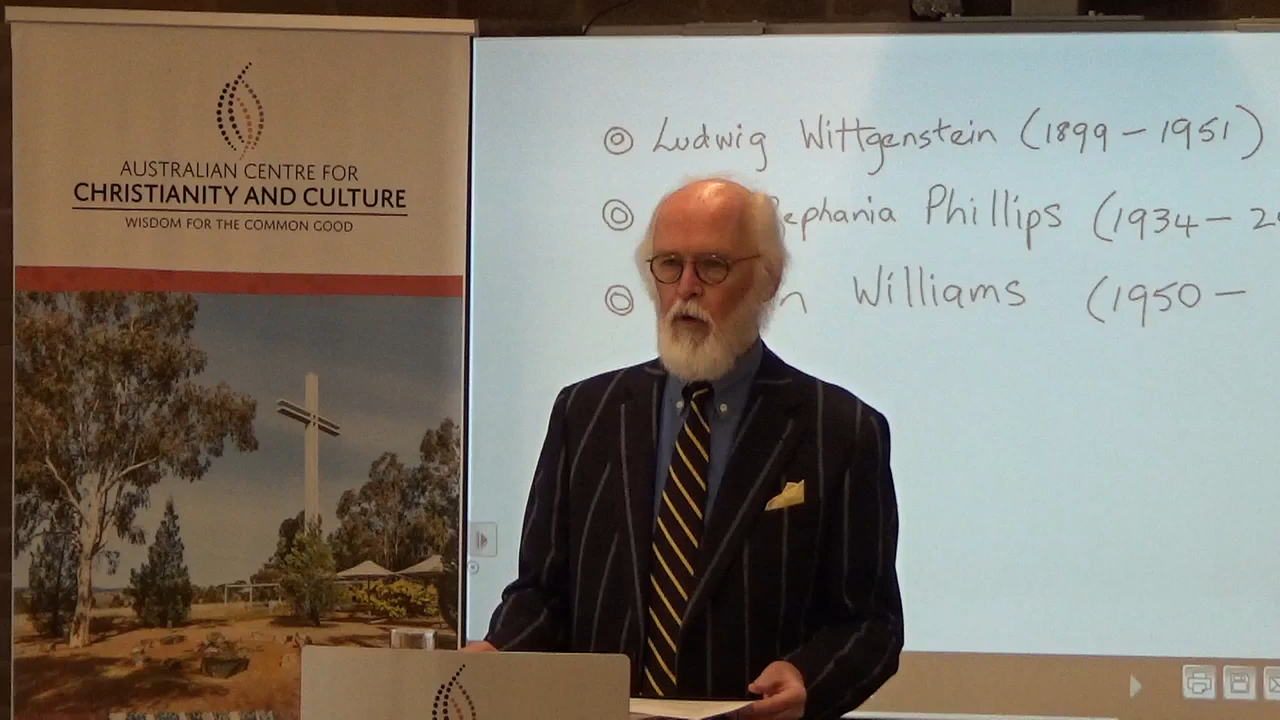 AUSTRALIAN CENTRE FOR
CHRISTIANITY AND CULTURE
WISDOM FOR THE COMMON GOOD
Ludwig Wittgenstein (1899 – 1951)
ephania Phillips (1934 – 2
n Williams (1950 –